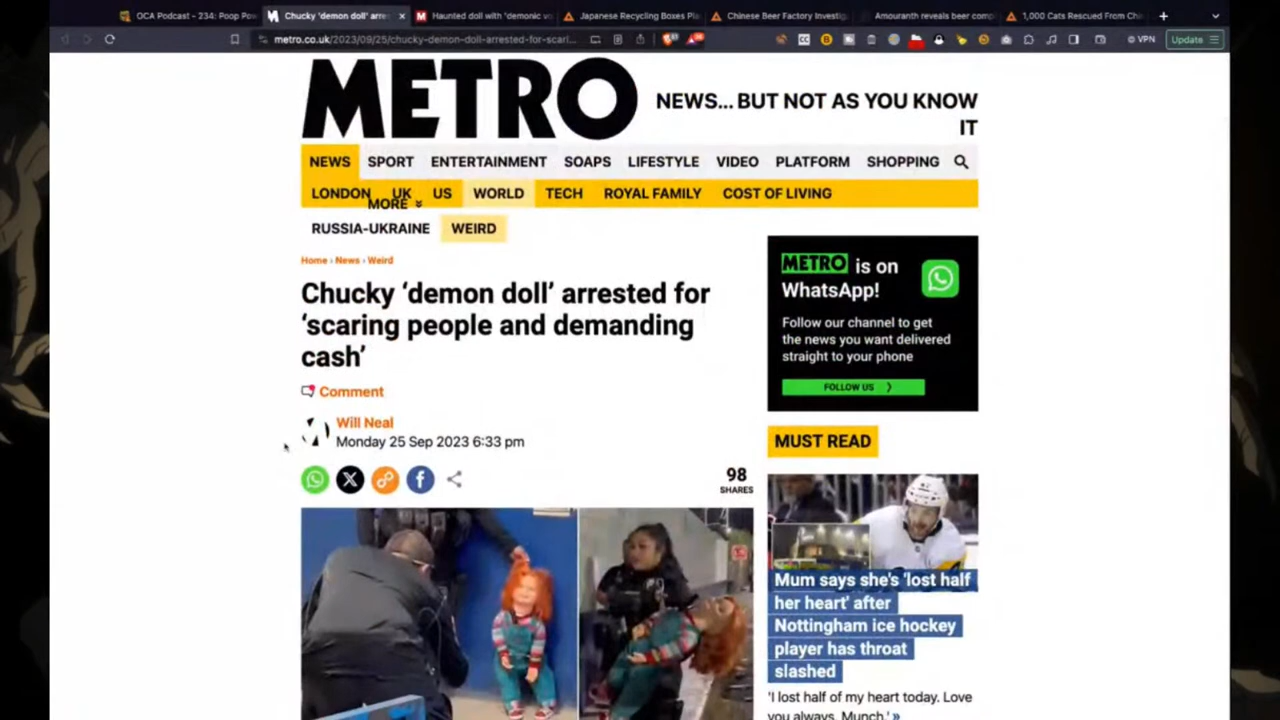 OCA Podcast - 234: Poop Pow
Chucky 'demon doll' arre
Haunted doll with 'demonic vo
Japanese Recycling Boxes Pla
Chinese Beer Factory Investig
Amouranth reveals beer comp
1,000 Cats Rescued From Chi
metro.co.uk/2023/09/25/chucky-demon-doll-arrested-for-scari...
VPN
Update
METRO
NEWS... BUT NOT AS YOU KNOW
IT
NEWS SPORT ENTERTAINMENT SOAPS LIFESTYLE VIDEO PLATFORM SHOPPING
LONDON UK US WORLD TECH ROYAL FAMILY COST OF LIVING
MORE
RUSSIA-UKRAINE WEIRD
Home › News › Weird
Chucky ‘demon doll’ arrested for
‘scaring people and demanding
cash’
Comment
Will Neal
Monday 25 Sep 2023 6:33 pm
98
SHARES
METRO is on
WhatsApp!
Follow our channel to get
the news you want delivered
straight to your phone
FOLLOW US ❯
MUST READ
Mum says she's 'lost half
her heart' after
Nottingham ice hockey
player has throat
slashed
'I lost half of my heart today. Love
you always, Munch.' »